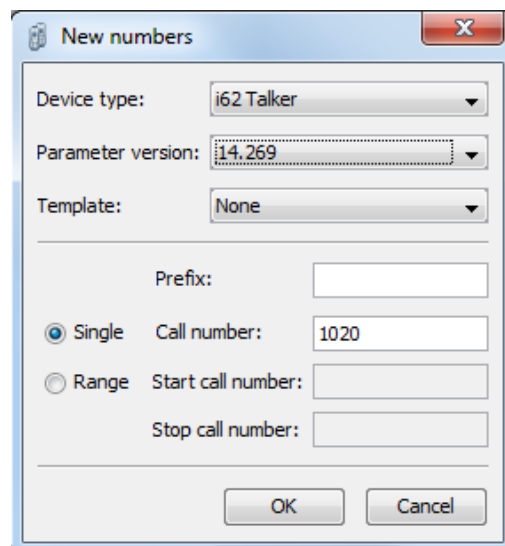 New numbers
Device type: i62 Talker
Parameter version: 14.269
Template: None
Prefix:
Single Call number: 1020
Range Start call number:
Stop call number:
OK Cancel